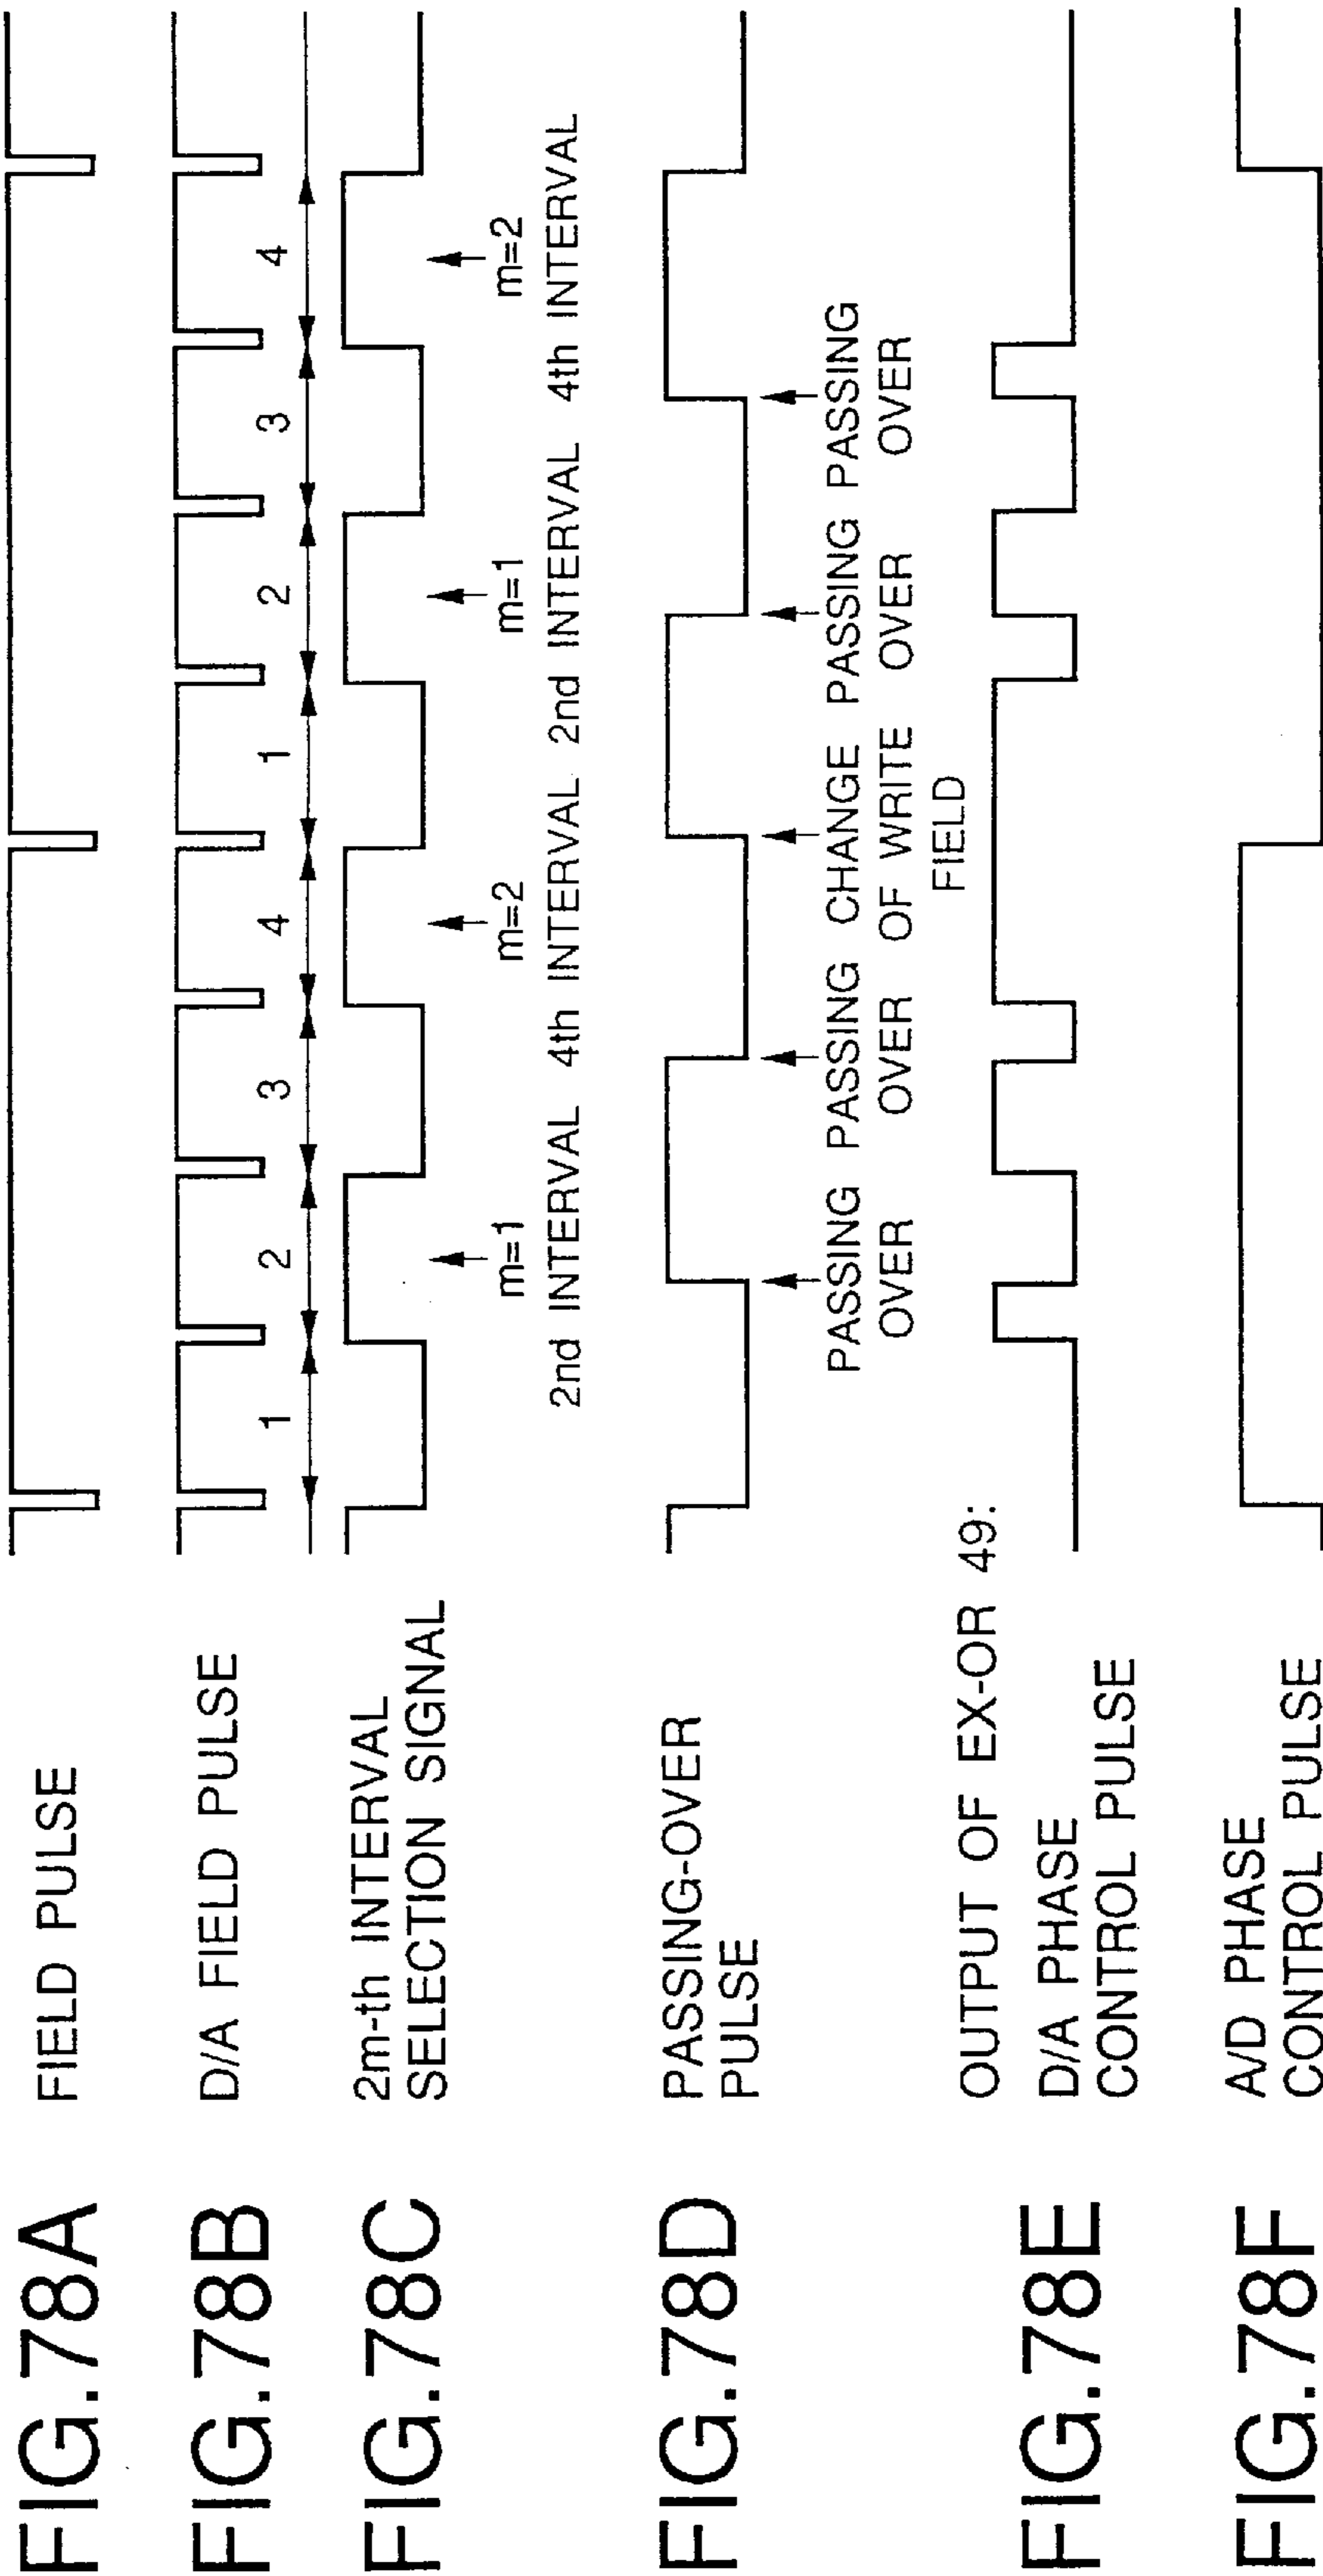 FIG.78A
FIELD PULSE
FIG.78B
D/A FIELD PULSE
1 2 3 4 1 2 3 4
FIG.78C
2m-th INTERVAL
SELECTION SIGNAL
m=1 m=2 m=1 m=2
2nd INTERVAL 4th INTERVAL 2nd INTERVAL 4th INTERVAL
FIG.78D
PASSING-OVER
PULSE
PASSING PASSING CHANGE PASSING PASSING
OVER OVER OF WRITE OVER OVER
FIELD
OUTPUT OF EX-OR 49:
FIG.78E
D/A PHASE
CONTROL PULSE
FIG.78F
A/D PHASE
CONTROL PULSE